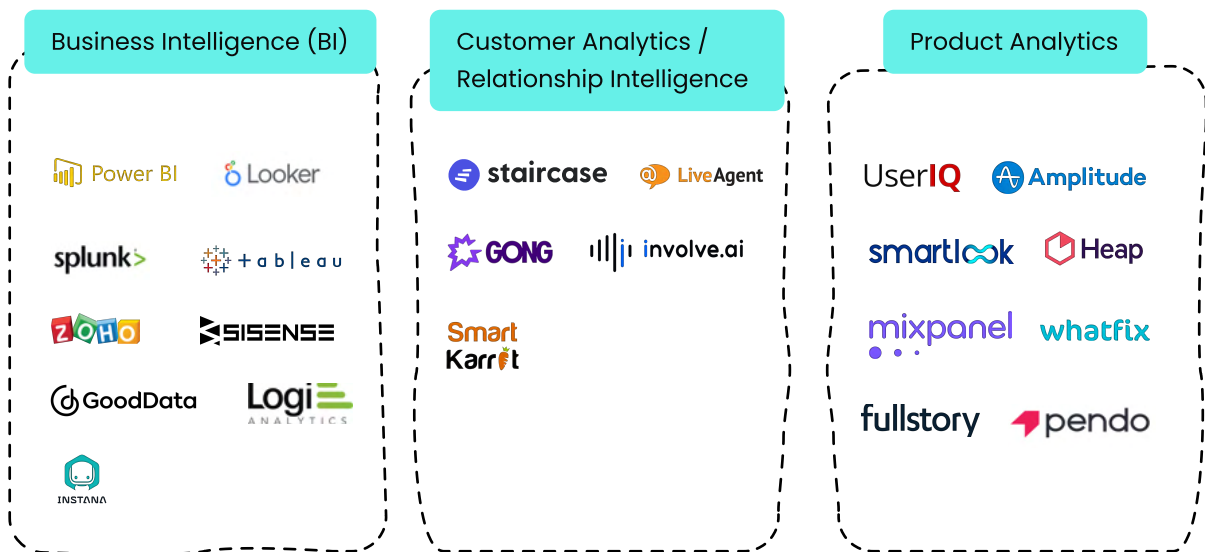 Business Intelligence (BI)
Customer Analytics /
Relationship Intelligence
Product Analytics
Power BI
Looker
splunk>
+ableau
ZOHO
SISENSE
GoodData
Logi
ANALYTICS
INSTANA
staircase
LiveAgent
GONG
involve.ai
Smart
Karrot
UserIQ
Amplitude
smartlook
Heap
mixpanel
whatfix
fullstory
pendo